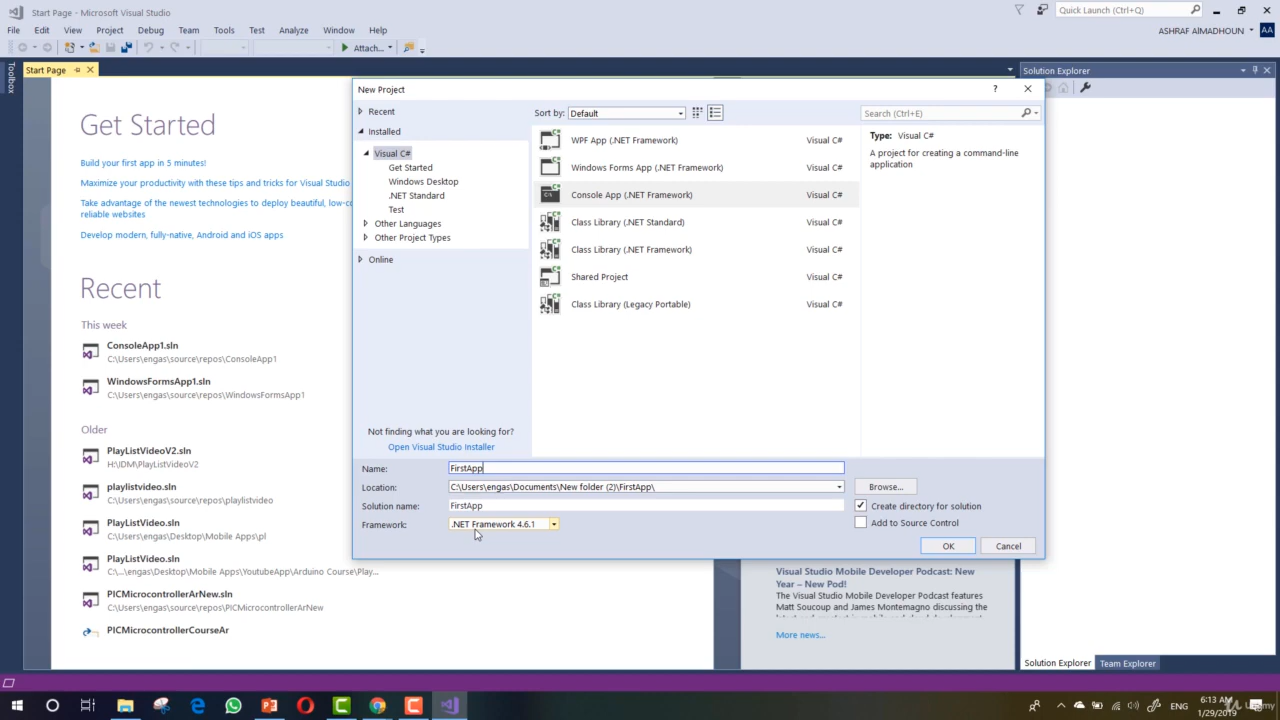 Start Page - Microsoft Visual Studio
Quick Launch (Ctrl+Q)
File Edit View Project Debug Team Tools Test Analyze Window Help
ASHRAF AlMADHOUN
AA
Attach...
Toolbox
Start Page
Get Started
Build your first app in 5 minutes!
Maximize your productivity with these tips and tricks for Visual Studio
Take advantage of the newest technologies to deploy beautiful, low-co
reliable websites
Develop modern, fully-native, Android and iOS apps
Recent
This week
ConsoleApp1.sln
C:\Users\engas\source\repos\ConsoleApp1
WindowsFormsApp1.sln
C:\Users\engas\source\repos\WindowsFormsApp1
Older
PlayListVideoV2.sln
H:\IDM\PlayListVideoV2
playlistvideo.sln
C:\Users\engas\source\repos\playlistvideo
PlayListVideo.sln
C:\Users\engas\Desktop\Mobile Apps\pl
PlayListVideo.sln
C:\...\engas\Desktop\Mobile Apps\YoutubeApp\Arduino Course\Play...
PICMicrocontrollerArNew.sln
C:\Users\engas\source\repos\PICMicrocontrollerArNew
PICMicrocontrollerCourseAr
New Project
?
Recent
Installed
Visual C#
Get Started
Windows Desktop
.NET Standard
Test
Other Languages
Other Project Types
Online
Not finding what you are looking for?
Open Visual Studio Installer
Sort by: Default
Search (Ctrl+E)
WPF App (.NET Framework) Visual C#
Windows Forms App (.NET Framework) Visual C#
Console App (.NET Framework) Visual C#
Class Library (.NET Standard) Visual C#
Class Library (.NET Framework) Visual C#
Shared Project Visual C#
Class Library (Legacy Portable) Visual C#
Type: Visual C#
A project for creating a command-line
application
Name: FirstApp
Location: C:\Users\engas\Documents\New folder (2)\FirstApp\
Browse...
Solution name: FirstApp
Create directory for solution
Framework: .NET Framework 4.6.1
Add to Source Control
OK Cancel
Visual Studio Mobile Developer Podcast: New
Year – New Pod!
The Visual Studio Mobile Developer Podcast features
Matt Soucoup and James Montemagno discussing the
More news...
Solution Explorer
Solution Explorer Team Explorer
ENG
6:13 AM
1/29/2019
Udemy